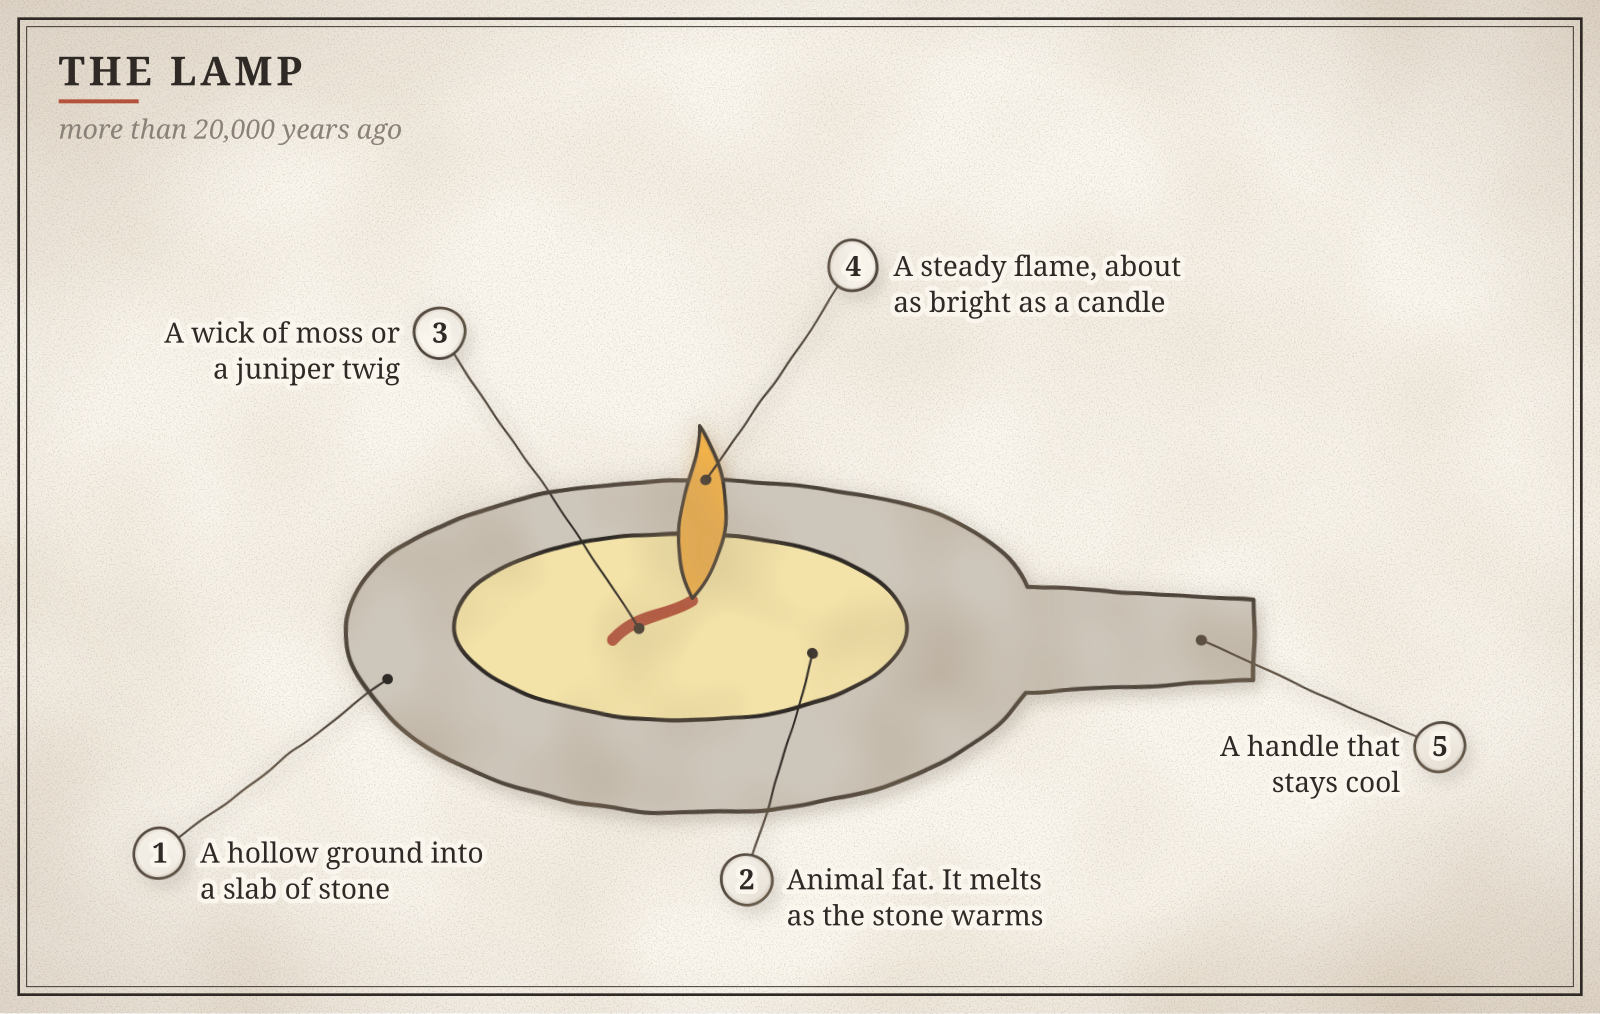 THE LAMP
more than 20,000 years ago
4
A steady flame, about
as bright as a candle
3
A wick of moss or
a juniper twig
5
A handle that
stays cool
1
A hollow ground into
a slab of stone
2
Animal fat. It melts
as the stone warms